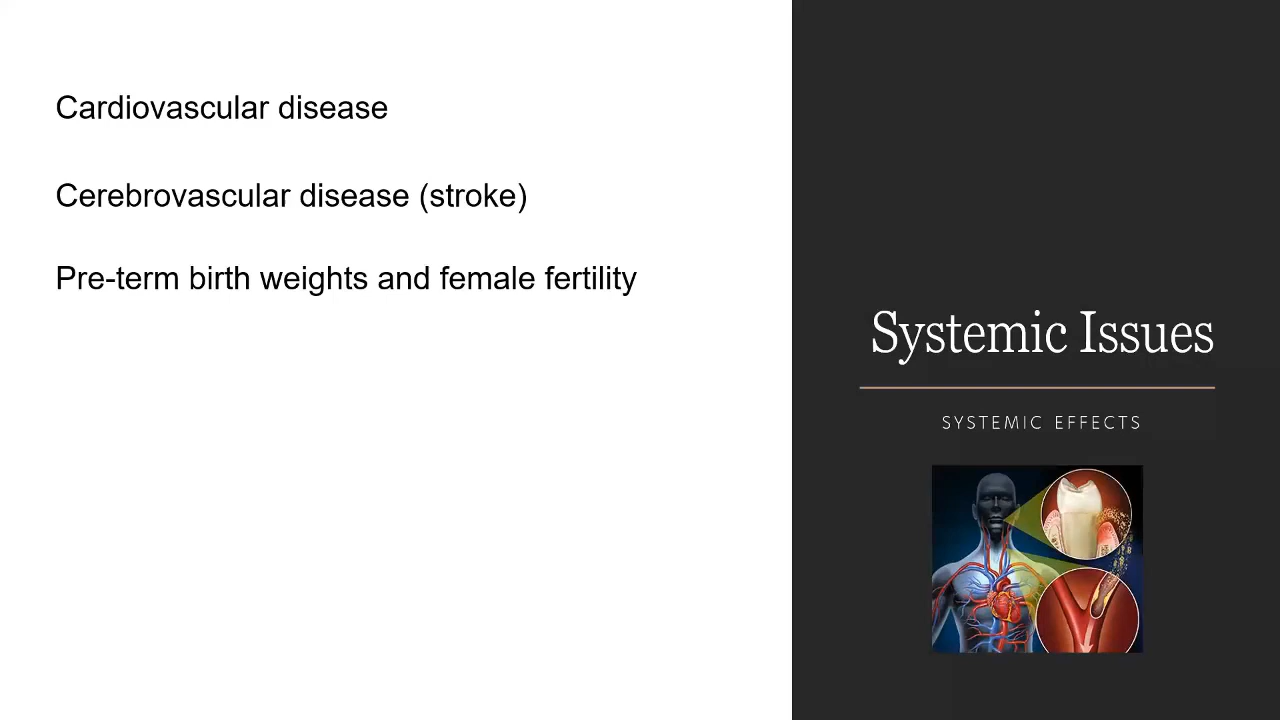 Cardiovascular disease
Cerebrovascular disease (stroke)
Pre-term birth weights and female fertility
Systemic Issues
SYSTEMIC EFFECTS